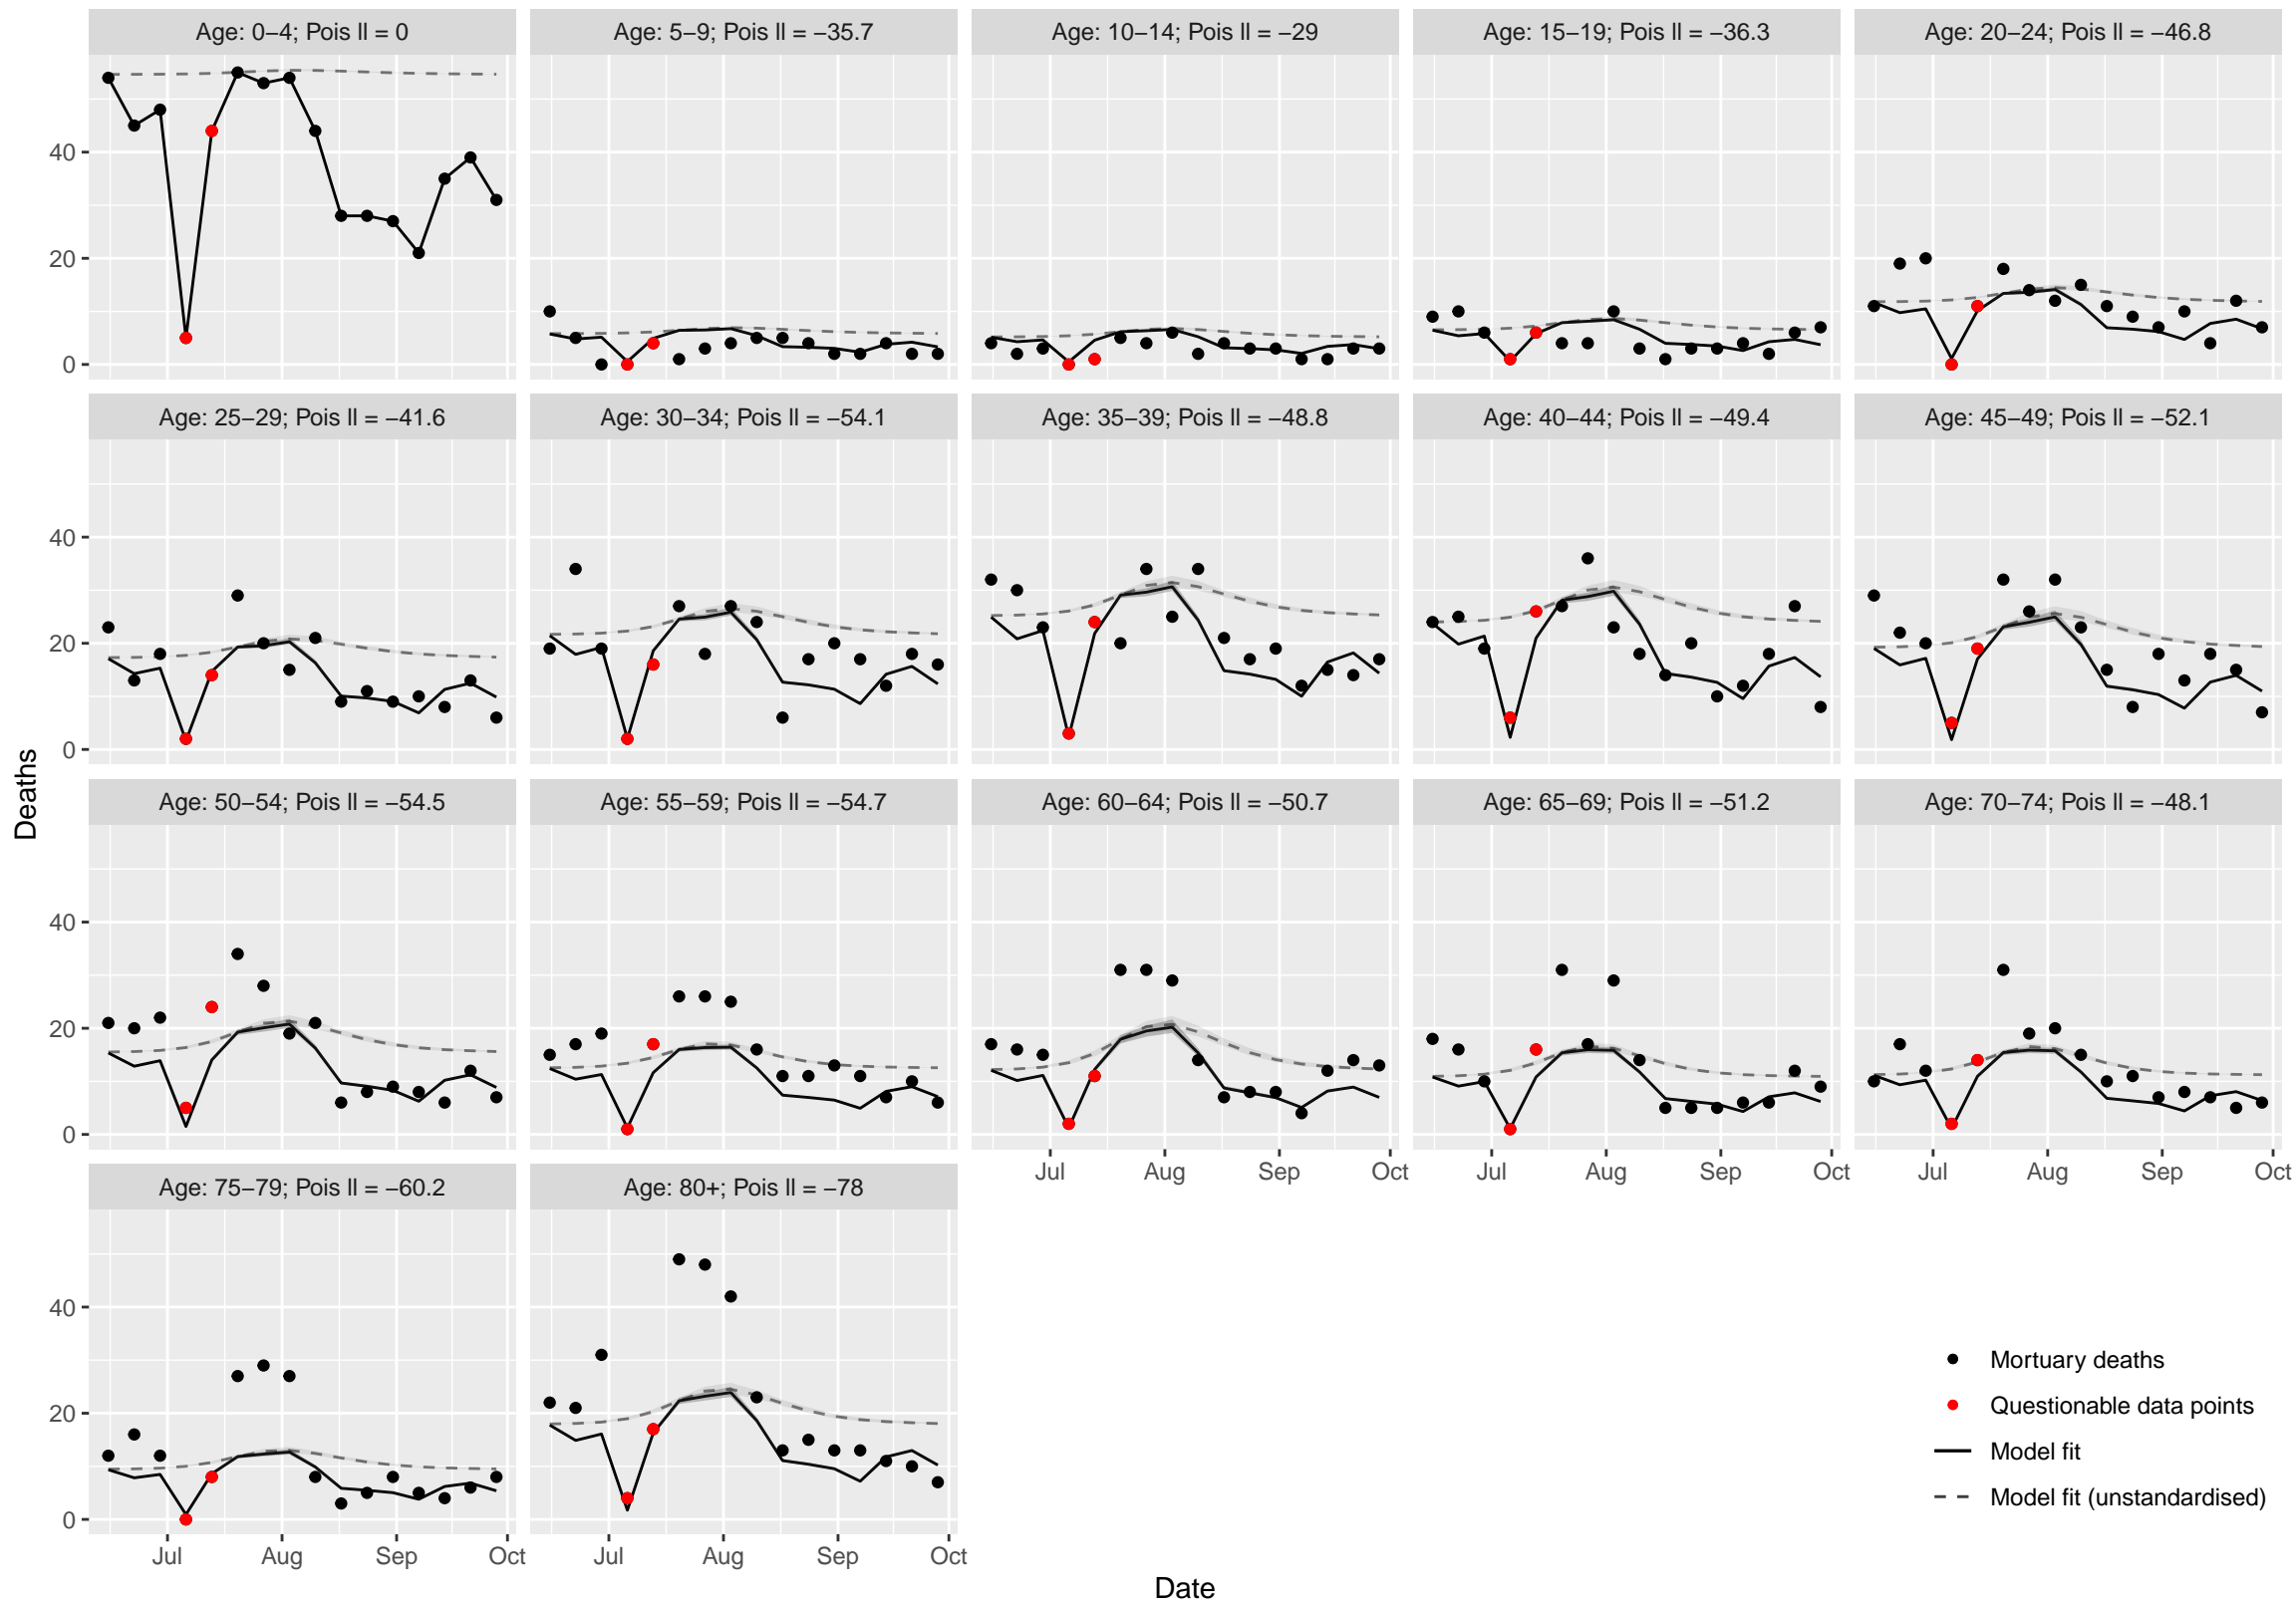 Age: 0−4; Pois ll = 0
Age: 5−9; Pois ll = −35.7
Age: 10−14; Pois ll = −29
Age: 15−19; Pois ll = −36.3
Age: 20−24; Pois ll = −46.8
40
20
0
Age: 25−29; Pois ll = −41.6
Age: 30−34; Pois ll = −54.1
Age: 35−39; Pois ll = −48.8
Age: 40−44; Pois ll = −49.4
Age: 45−49; Pois ll = −52.1
40
20
0
Deaths
Age: 50−54; Pois ll = −54.5
Age: 55−59; Pois ll = −54.7
Age: 60−64; Pois ll = −50.7
Age: 65−69; Pois ll = −51.2
Age: 70−74; Pois ll = −48.1
40
20
0
Jul Aug Sep Oct
Jul Aug Sep Oct
Jul Aug Sep Oct
Age: 75−79; Pois ll = −60.2
Age: 80+; Pois ll = −78
40
20
0
Jul Aug Sep Oct
Jul Aug Sep Oct
Mortuary deaths
Questionable data points
Model fit
Model fit (unstandardised)
Date